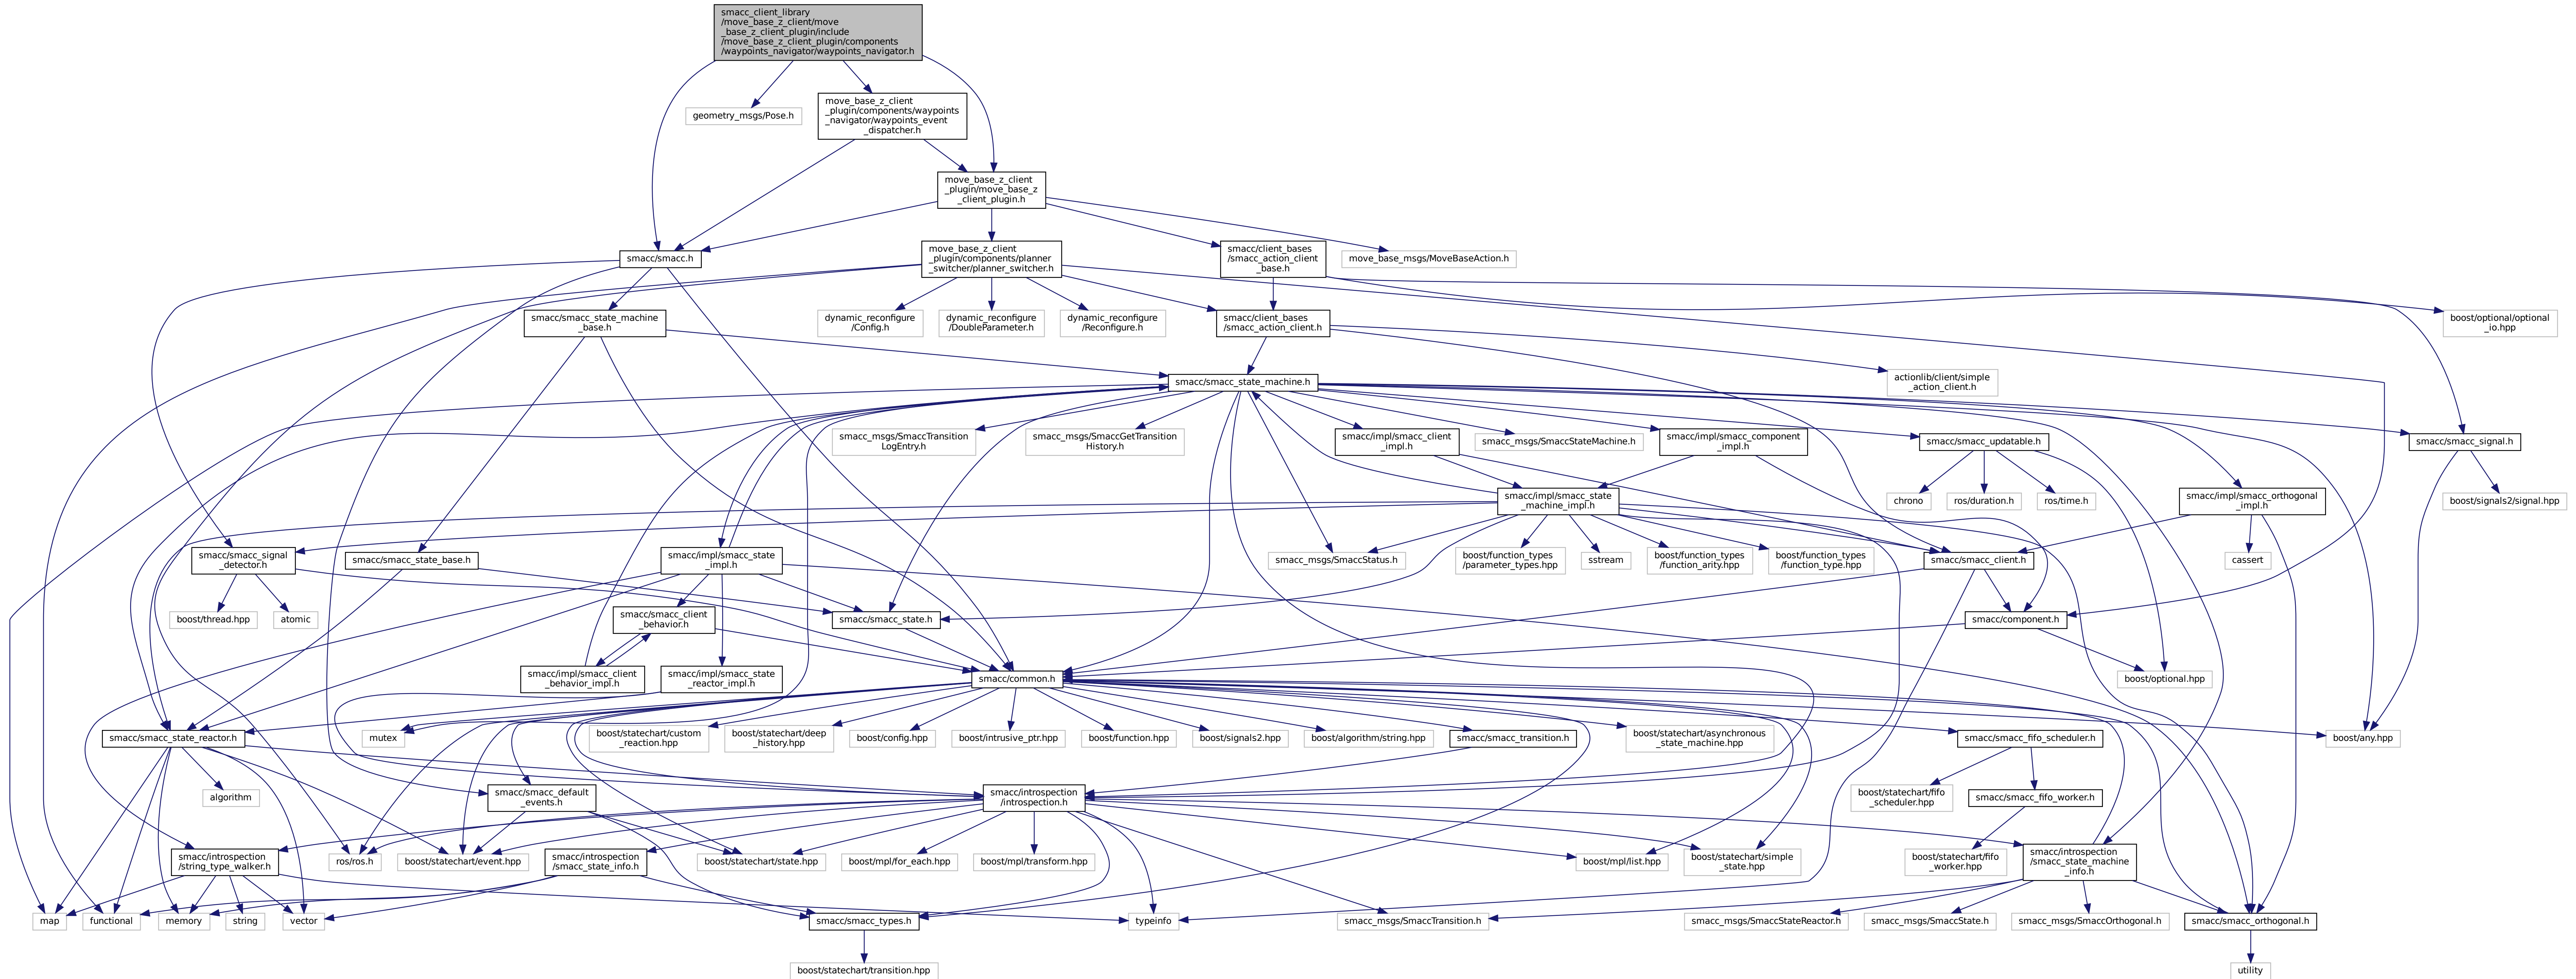 smacc_client_library
/move_base_z_client/move
_base_z_client_plugin/include
/move_base_z_client_plugin/components
/waypoints_navigator/waypoints_navigator.h
geometry_msgs/Pose.h
move_base_z_client
_plugin/components/waypoints
_navigator/waypoints_event
_dispatcher.h
move_base_z_client
_plugin/move_base_z
_client_plugin.h
smacc/smacc.h
move_base_z_client
_plugin/components/planner
_switcher/planner_switcher.h
smacc/client_bases
/smacc_action_client
_base.h
move_base_msgs/MoveBaseAction.h
smacc/smacc_state_machine
_base.h
dynamic_reconfigure
/Config.h
dynamic_reconfigure
/DoubleParameter.h
dynamic_reconfigure
/Reconfigure.h
smacc/client_bases
/smacc_action_client.h
boost/optional/optional
_io.hpp
smacc/smacc_state_machine.h
actionlib/client/simple
_action_client.h
smacc_msgs/SmaccTransition
LogEntry.h
smacc_msgs/SmaccGetTransition
History.h
smacc/impl/smacc_client
_impl.h
smacc_msgs/SmaccStateMachine.h
smacc/impl/smacc_component
_impl.h
smacc/smacc_updatable.h
smacc/smacc_signal.h
smacc/impl/smacc_state
_machine_impl.h
chrono
ros/duration.h
ros/time.h
smacc/impl/smacc_orthogonal
_impl.h
boost/signals2/signal.hpp
smacc/smacc_signal
_detector.h
smacc/smacc_state_base.h
smacc/impl/smacc_state
_impl.h
smacc_msgs/SmaccStatus.h
boost/function_types
/parameter_types.hpp
sstream
boost/function_types
/function_arity.hpp
boost/function_types
/function_type.hpp
smacc/smacc_client.h
cassert
boost/thread.hpp
atomic
smacc/smacc_client
_behavior.h
smacc/smacc_state.h
smacc/component.h
smacc/impl/smacc_client
_behavior_impl.h
smacc/impl/smacc_state
_reactor_impl.h
smacc/common.h
boost/optional.hpp
smacc/smacc_state_reactor.h
mutex
boost/statechart/custom
_reaction.hpp
boost/statechart/deep
_history.hpp
boost/config.hpp
boost/intrusive_ptr.hpp
boost/function.hpp
boost/signals2.hpp
boost/algorithm/string.hpp
smacc/smacc_transition.h
boost/statechart/asynchronous
_state_machine.hpp
smacc/smacc_fifo_scheduler.h
boost/any.hpp
algorithm
smacc/smacc_default
_events.h
smacc/introspection
/introspection.h
boost/statechart/fifo
_scheduler.hpp
smacc/smacc_fifo_worker.h
smacc/introspection
/string_type_walker.h
ros/ros.h
boost/statechart/event.hpp
smacc/introspection
/smacc_state_info.h
boost/statechart/state.hpp
boost/mpl/for_each.hpp
boost/mpl/transform.hpp
boost/mpl/list.hpp
boost/statechart/simple
_state.hpp
boost/statechart/fifo
_worker.hpp
smacc/introspection
/smacc_state_machine
_info.h
map
functional
memory
string
vector
smacc/smacc_types.h
typeinfo
smacc_msgs/SmaccTransition.h
smacc_msgs/SmaccStateReactor.h
smacc_msgs/SmaccState.h
smacc_msgs/SmaccOrthogonal.h
smacc/smacc_orthogonal.h
boost/statechart/transition.hpp
utility